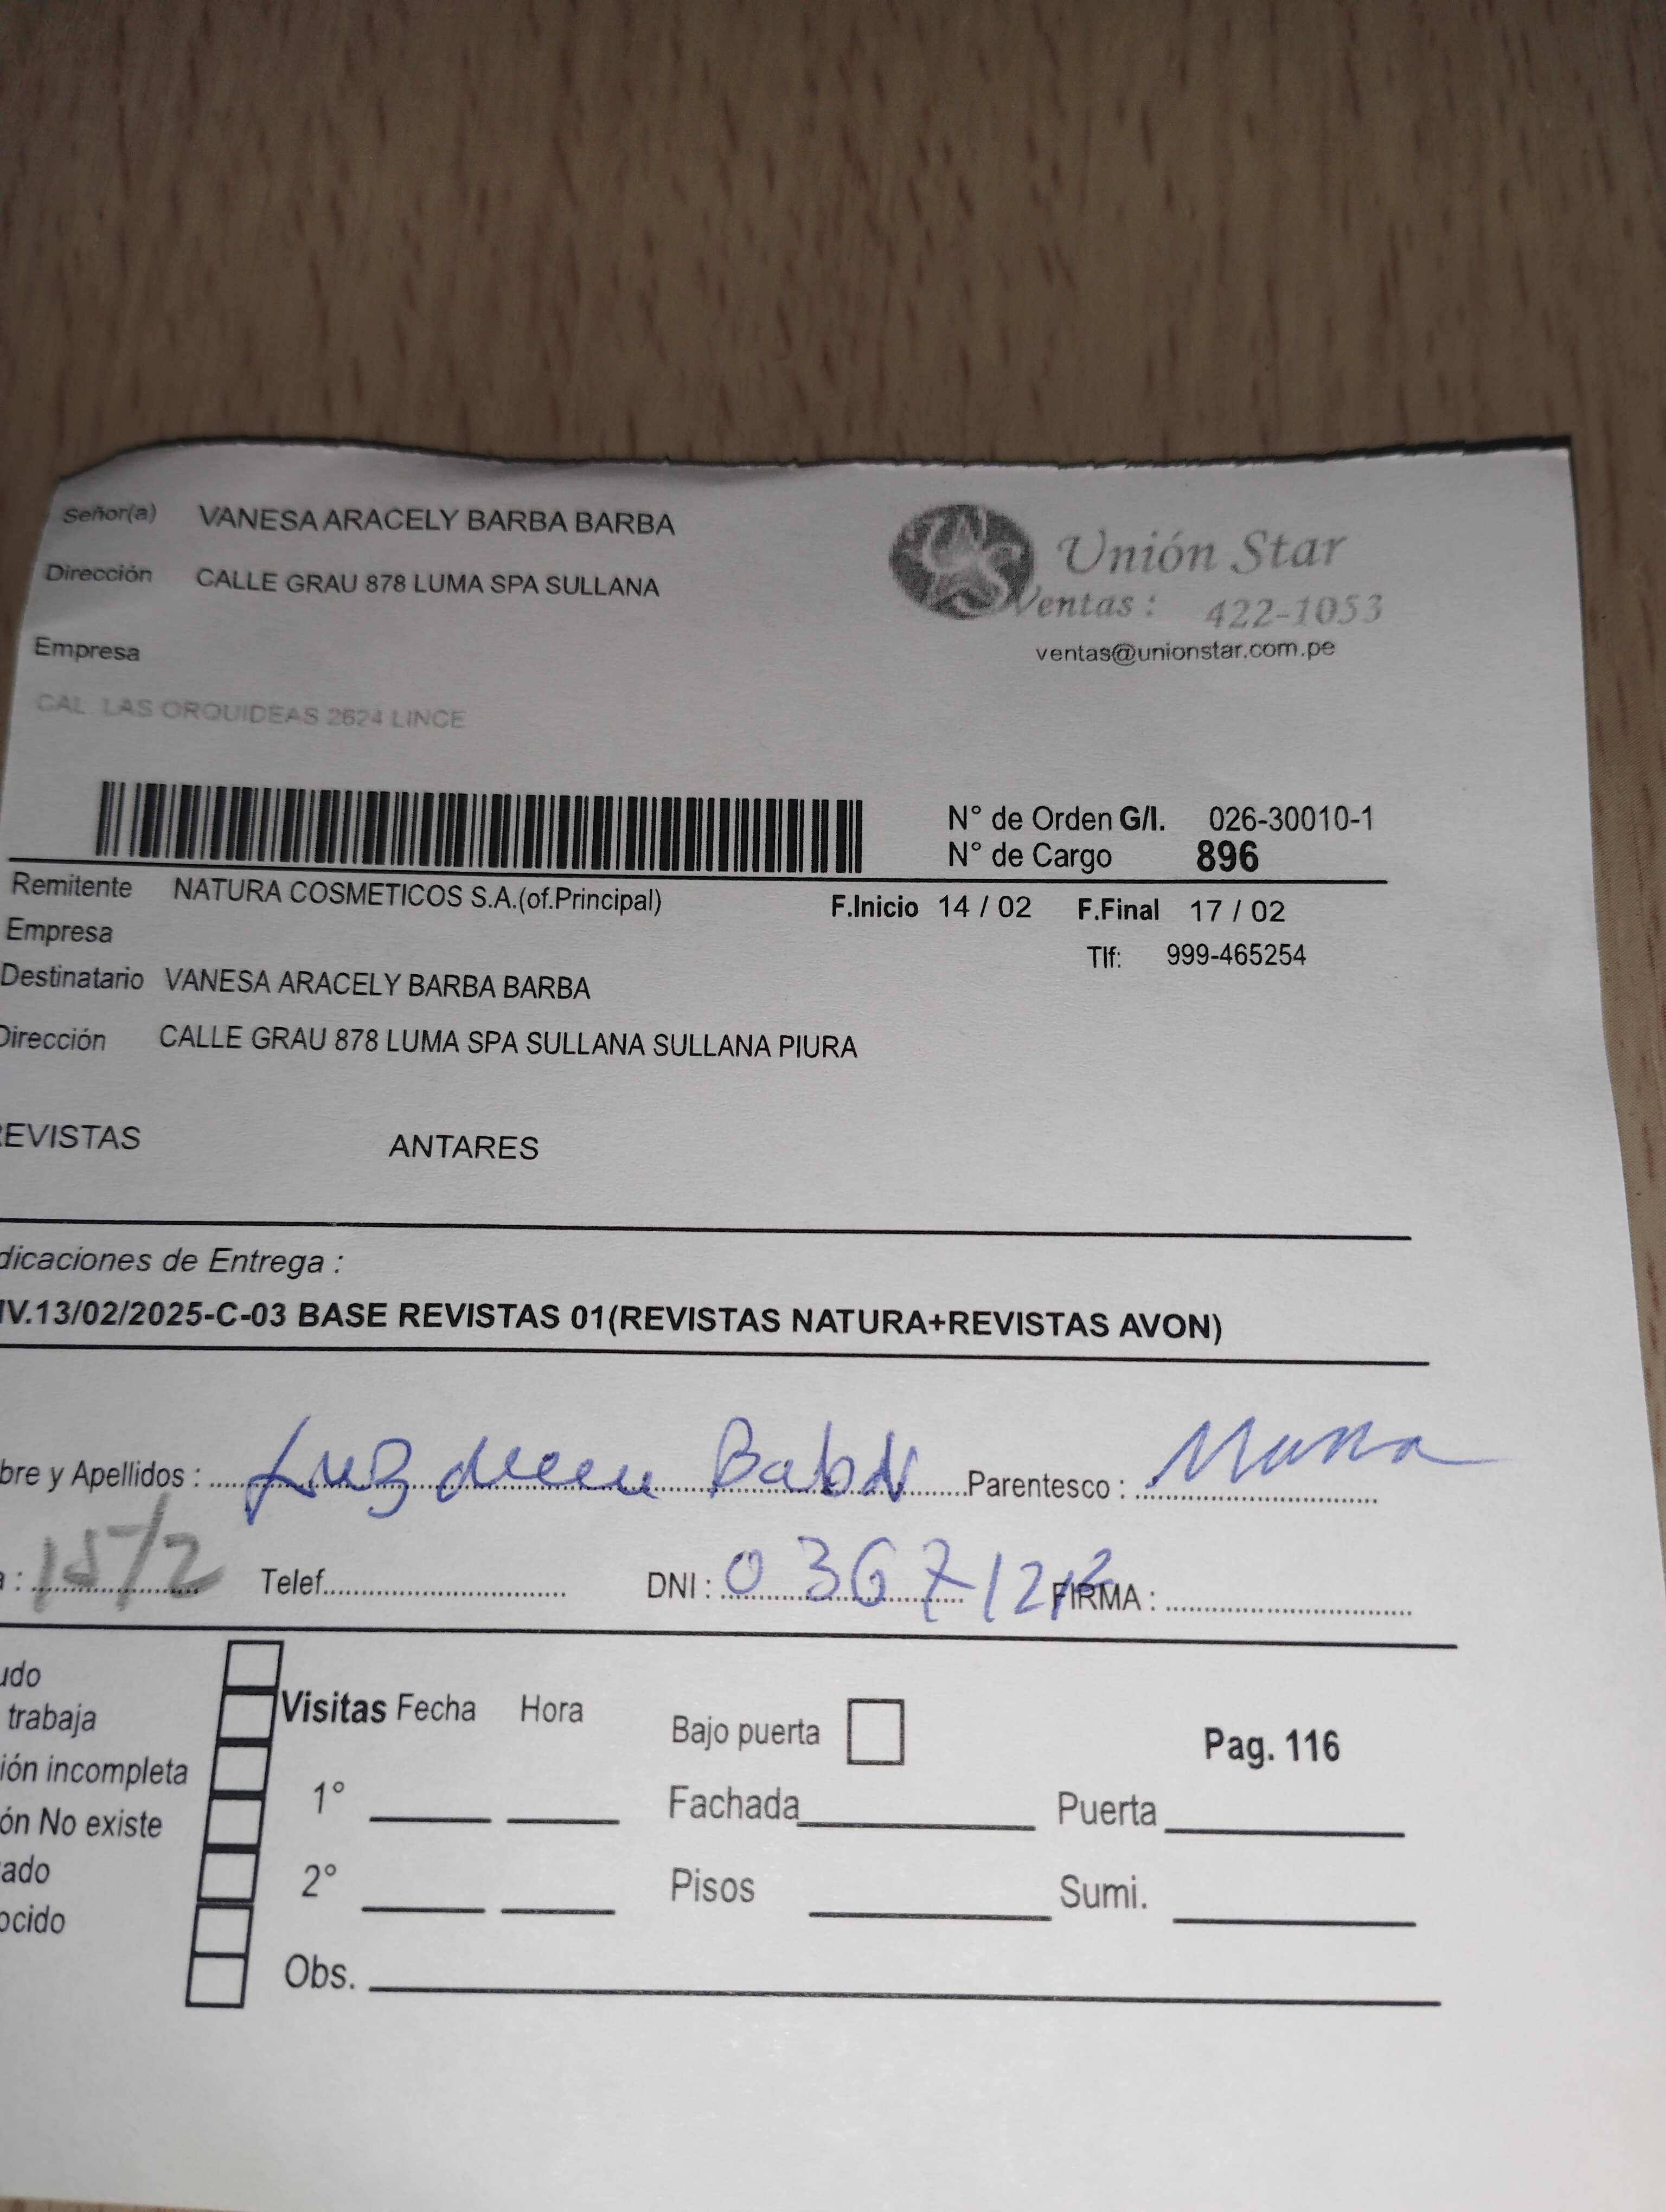 Señor(a) VANESA ARACELY BARBA BARBA
Dirección CALLE GRAU 878 LUMA SPA SULLANA
Unión Star
Ventas : 422-1053
ventas@unionstar.com.pe
Empresa
CAL. LAS ORQUIDEAS 2624 LINCE
N° de Orden G/I. 026-30010-1
N° de Cargo 896
Remitente NATURA COSMETICOS S.A.(of.Principal) F.Inicio 14 / 02 F.Final 17 / 02
Empresa
Tlf: 999-465254
Destinatario VANESA ARACELY BARBA BARBA
Dirección CALLE GRAU 878 LUMA SPA SULLANA SULLANA PIURA
EVISTAS ANTARES
dicaciones de Entrega :
IV.13/02/2025-C-03 BASE REVISTAS 01(REVISTAS NATURA+REVISTAS AVON)
bre y Apellidos : Luz Parentesco :
a : 15/2 Telef. DNI : FIRMA :
udo
trabaja
ión incompleta
ón No existe
ado
ocido
Visitas Fecha Hora
1°
2°
Obs.
Bajo puerta
Pag. 116
Fachada Puerta
Pisos Sumi.